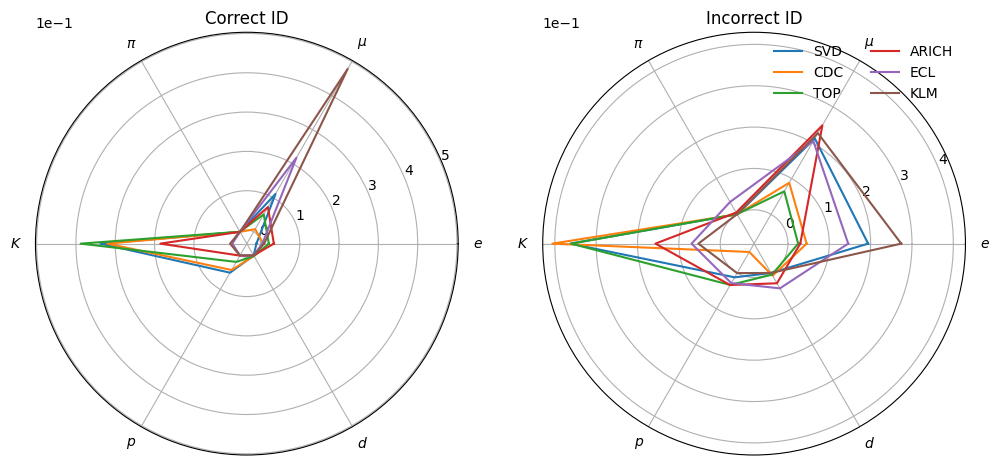 Correct ID
1e−1
π
μ
K
e
p
d
0
1
2
3
4
5
Incorrect ID
1e−1
π
μ
K
e
p
d
0
1
2
3
4
SVD
CDC
TOP
ARICH
ECL
KLM